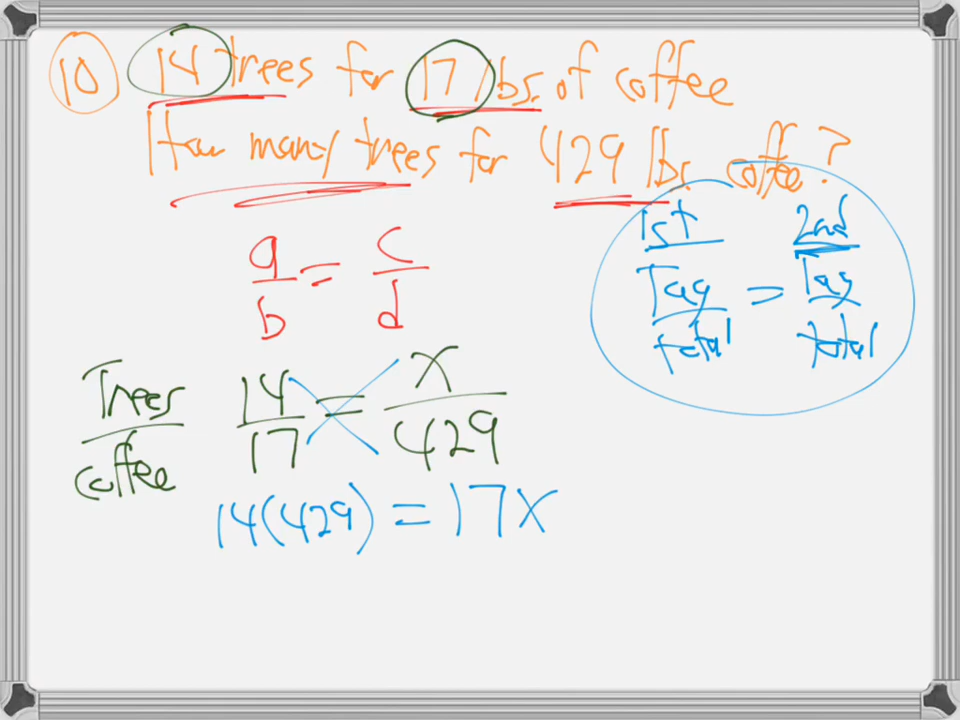 10 14 trees for 17 lbs. of coffee
How many trees for 429 lbs. coffee?
1st 2nd
a/b = c/d
Tag/total = Tag/total
Trees/coffee 14/17 = x/429
14(429) = 17x